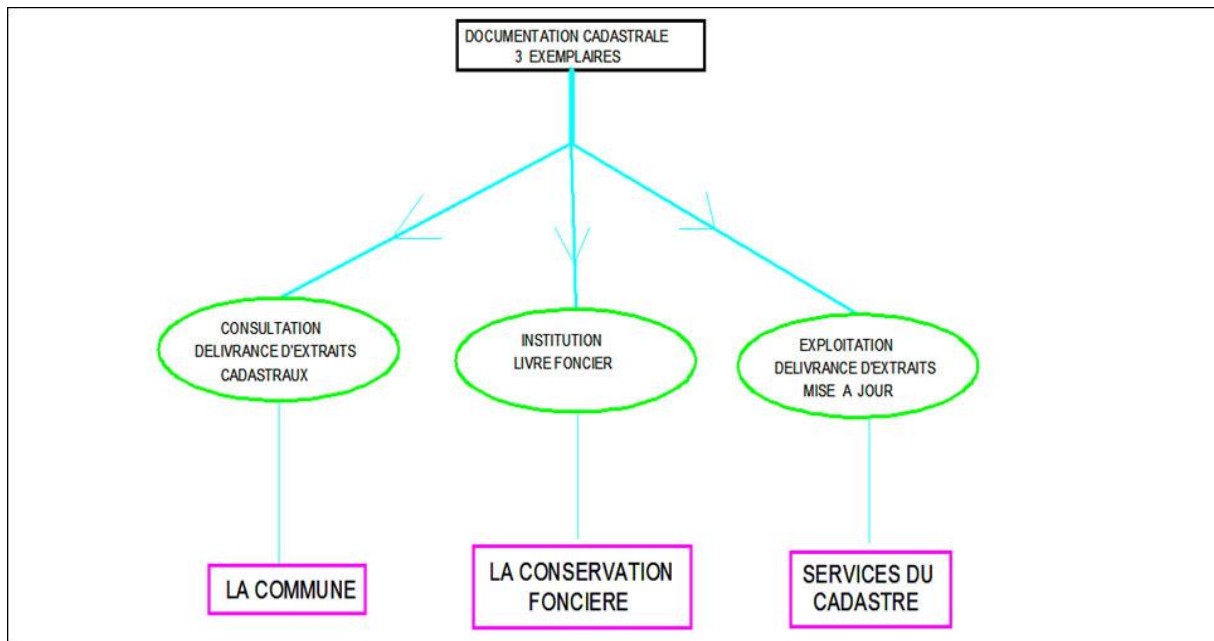 DOCUMENTATION CADASTRALE
3 EXEMPLAIRES
CONSULTATION
DELIVRANCE D'EXTRAITS
CADASTRAUX
INSTITUTION
LIVRE FONCIER
EXPLOITATION
DELIVRANCE D'EXTRAITS
MISE A JOUR
LA COMMUNE
LA CONSERVATION
FONCIERE
SERVICES DU
CADASTRE